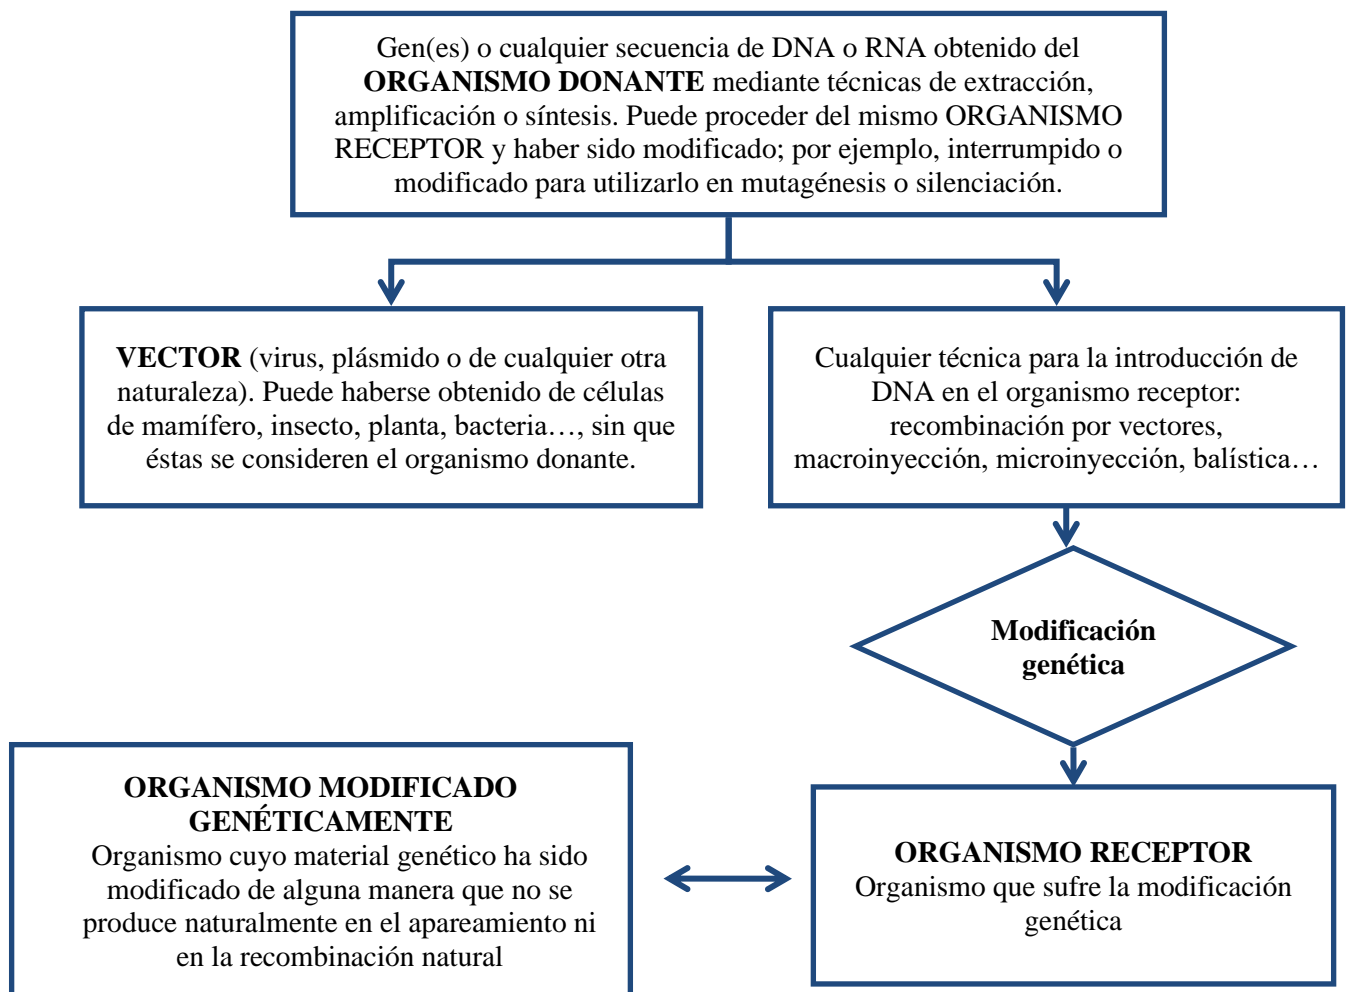 Gen(es) o cualquier secuencia de DNA o RNA obtenido del
ORGANISMO DONANTE mediante técnicas de extracción,
amplificación o síntesis. Puede proceder del mismo ORGANISMO
RECEPTOR y haber sido modificado; por ejemplo, interrumpido o
modificado para utilizarlo en mutagénesis o silenciación.
VECTOR (virus, plásmido o de cualquier otra
naturaleza). Puede haberse obtenido de células
de mamífero, insecto, planta, bacteria…, sin que
éstas se consideren el organismo donante.
Cualquier técnica para la introducción de
DNA en el organismo receptor:
recombinación por vectores,
macroinyección, microinyección, balística…
Modificación
genética
ORGANISMO MODIFICADO
GENÉTICAMENTE
Organismo cuyo material genético ha sido
modificado de alguna manera que no se
produce naturalmente en el apareamiento ni
en la recombinación natural
ORGANISMO RECEPTOR
Organismo que sufre la modificación
genética